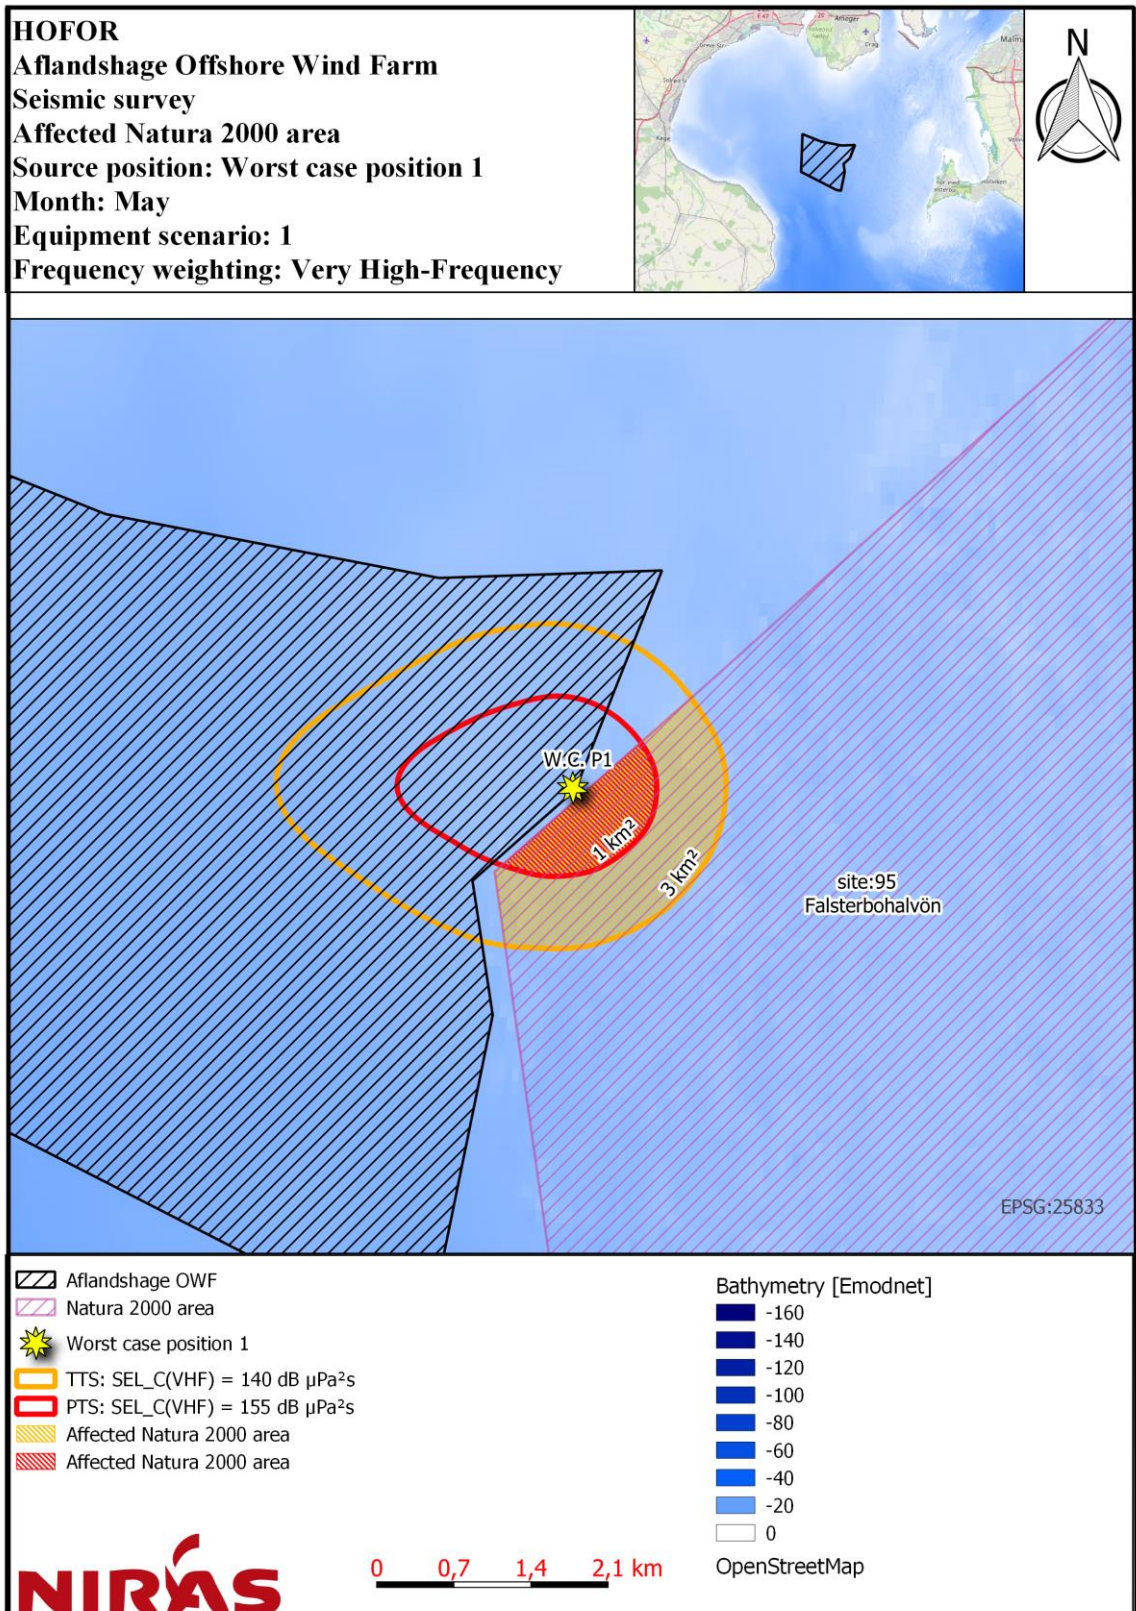 HOFOR
Aflandshage Offshore Wind Farm
Seismic survey
Affected Natura 2000 area
Source position: Worst case position 1
Month: May
Equipment scenario: 1
Frequency weighting: Very High-Frequency
Amager
Drag
N
W.C. P1
1 km²
3 km²
site:95
Falsterbohalvön
EPSG:25833
Aflandshage OWF
Natura 2000 area
Worst case position 1
TTS: SEL_C(VHF) = 140 dB µPa²s
PTS: SEL_C(VHF) = 155 dB µPa²s
Affected Natura 2000 area
Affected Natura 2000 area
Bathymetry [Emodnet]
-160
-140
-120
-100
-80
-60
-40
-20
0
OpenStreetMap
NIRAS
0 0,7 1,4 2,1 km